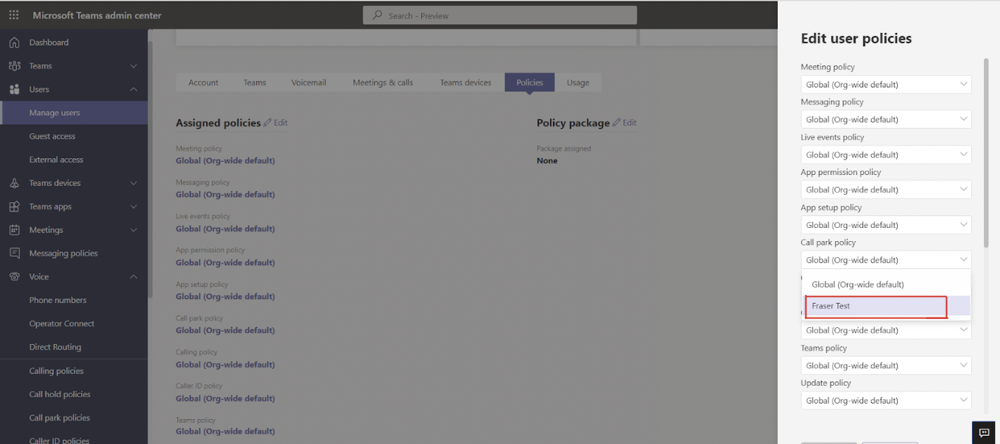 Microsoft Teams admin center
Search - Preview
Dashboard
Teams
Users
Manage users
Guest access
External access
Teams devices
Teams apps
Meetings
Messaging policies
Voice
Phone numbers
Operator Connect
Direct Routing
Calling policies
Call hold policies
Call park policies
Caller ID policies
Account Teams Voicemail Meetings & calls Teams devices Policies Usage
Assigned policies Edit
Meeting policy
Global (Org-wide default)
Messaging policy
Global (Org-wide default)
Live events policy
Global (Org-wide default)
App permission policy
Global (Org-wide default)
App setup policy
Global (Org-wide default)
Call park policy
Global (Org-wide default)
Calling policy
Global (Org-wide default)
Caller ID policy
Global (Org-wide default)
Teams policy
Global (Org-wide default)
Policy package Edit
Package assigned
None
Edit user policies
Meeting policy
Global (Org-wide default)
Messaging policy
Global (Org-wide default)
Live events policy
Global (Org-wide default)
App permission policy
Global (Org-wide default)
App setup policy
Global (Org-wide default)
Call park policy
Global (Org-wide default)
Global (Org-wide default)
Fraser Test
Global (Org-wide default)
Teams policy
Global (Org-wide default)
Update policy
Global (Org-wide default)